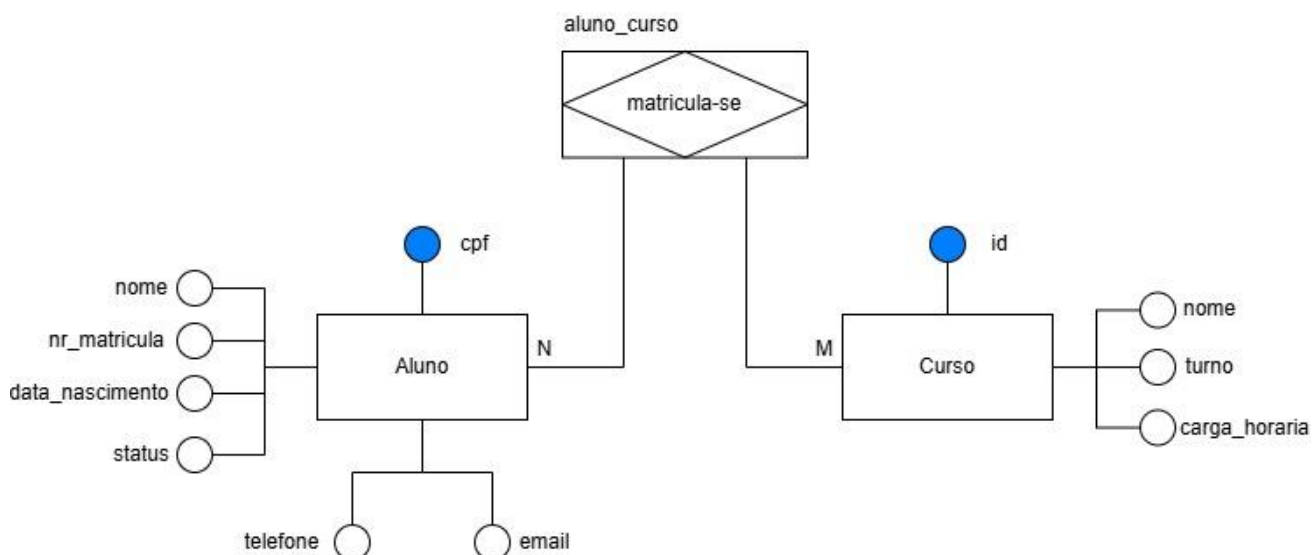 aluno_curso
matricula-se
cpf
id
nome
nr_matricula
data_nascimento
status
Aluno
N
M
Curso
nome
turno
carga_horaria
telefone
email